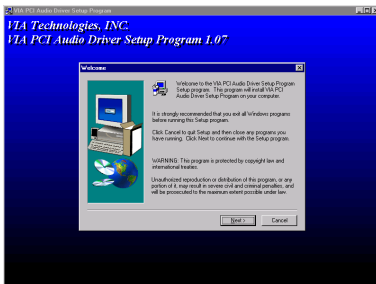 VIA PCI Audio Driver Setup Program
VIA Technologies, INC.
VIA PCI Audio Driver Setup Program 1.07
Welcome
Welcome to the VIA PCI Audio Driver Setup Program
Setup program. This program will install VIA PCI
Audio Driver Setup Program on your computer.
It is strongly recommended that you exit all Windows programs
before running this Setup program.
Click Cancel to quit Setup and then close any programs you
have running. Click Next to continue with the Setup program.
WARNING: This program is protected by copyright law and
international treaties.
Unauthorized reproduction or distribution of this program, or any
portion of it, may result in severe civil and criminal penalties, and
will be prosecuted to the maximum extent possible under law.
Next >
Cancel